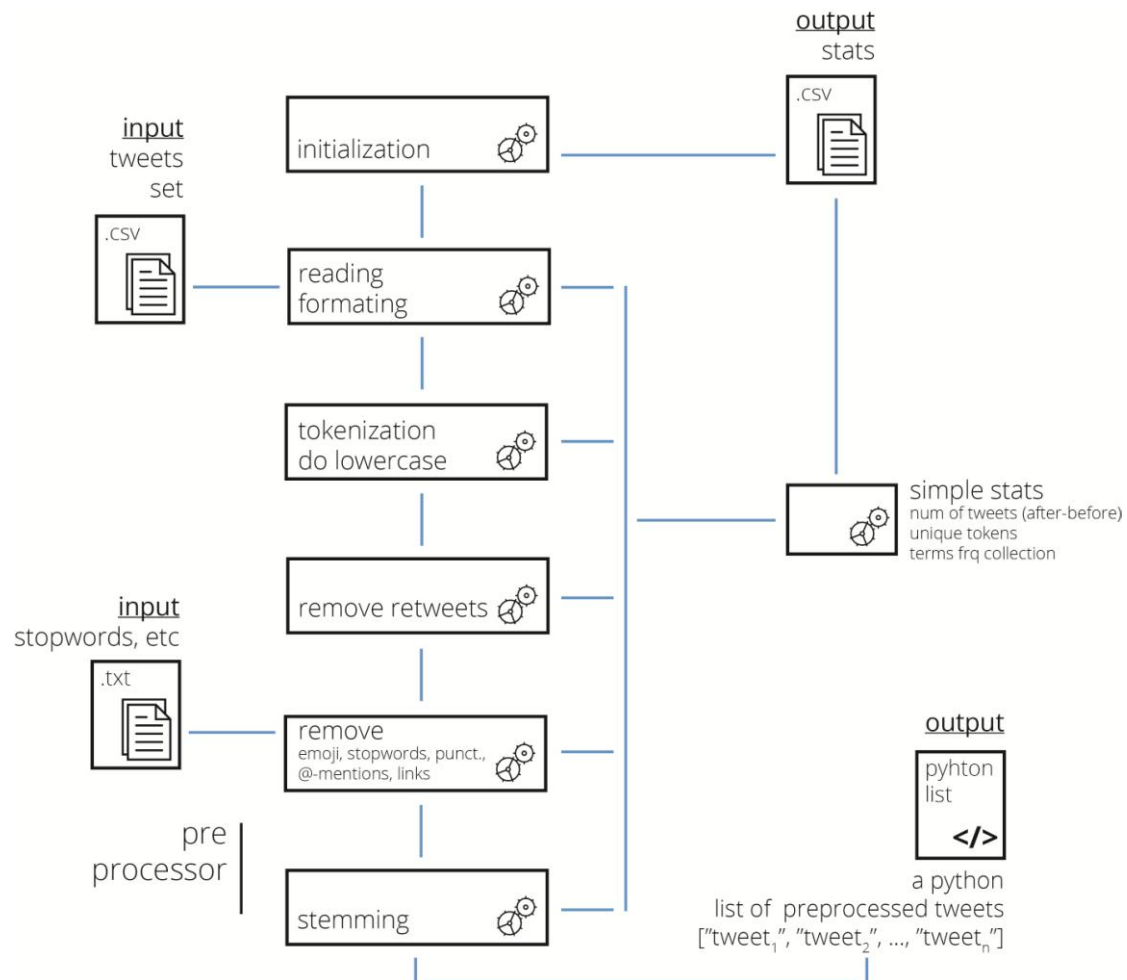 output
stats
.csv
initialization
input
tweets
set
.csv
reading
formating
tokenization
do lowercase
simple stats
num of tweets (after-before)
unique tokens
terms frq collection
remove retweets
input
stopwords, etc
.txt
remove
emoji, stopwords, punct.,
@-mentions, links
output
pyhton
list
</>
pre
processor
stemming
a python
list of preprocessed tweets
["tweet₁", "tweet₂", ..., "tweetₙ"]